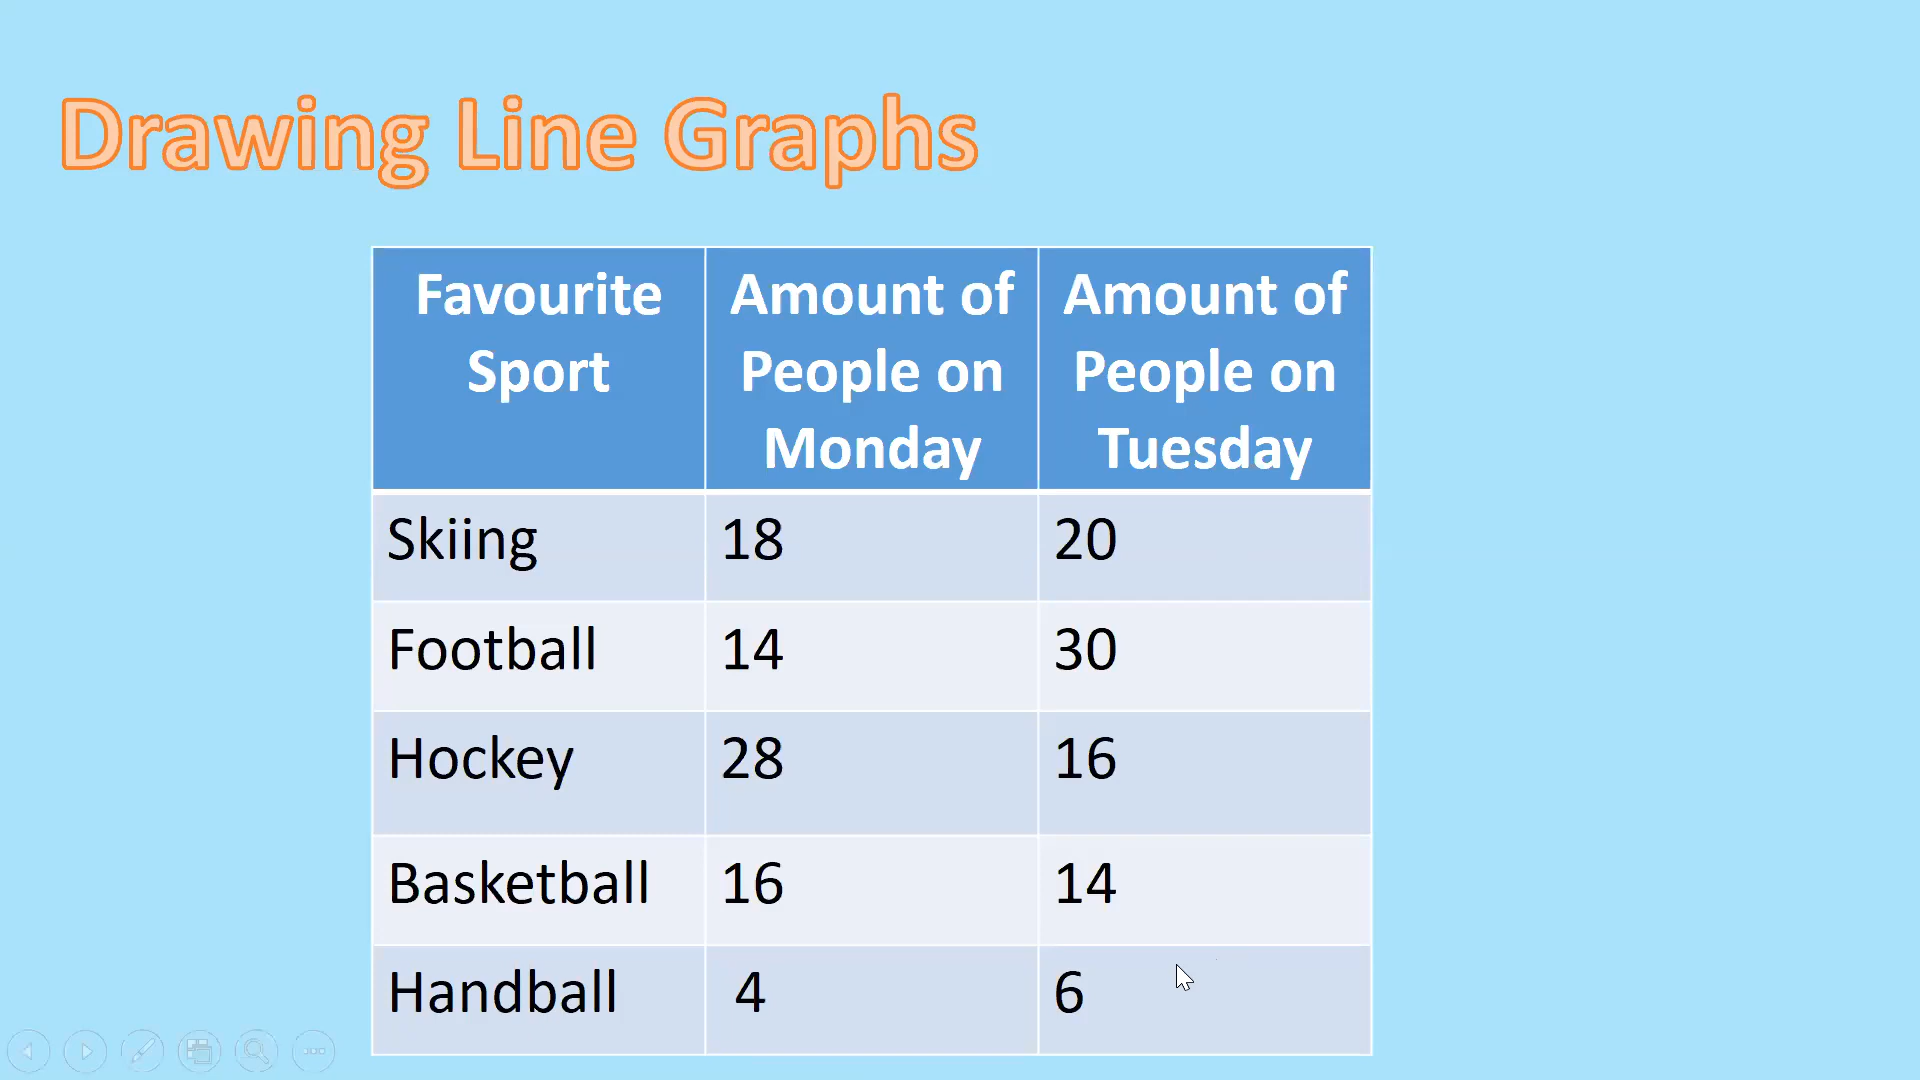 Drawing Line Graphs
Favourite Sport
Amount of People on Monday
Amount of People on Tuesday
Skiing 18 20
Football 14 30
Hockey 28 16
Basketball 16 14
Handball 4 6